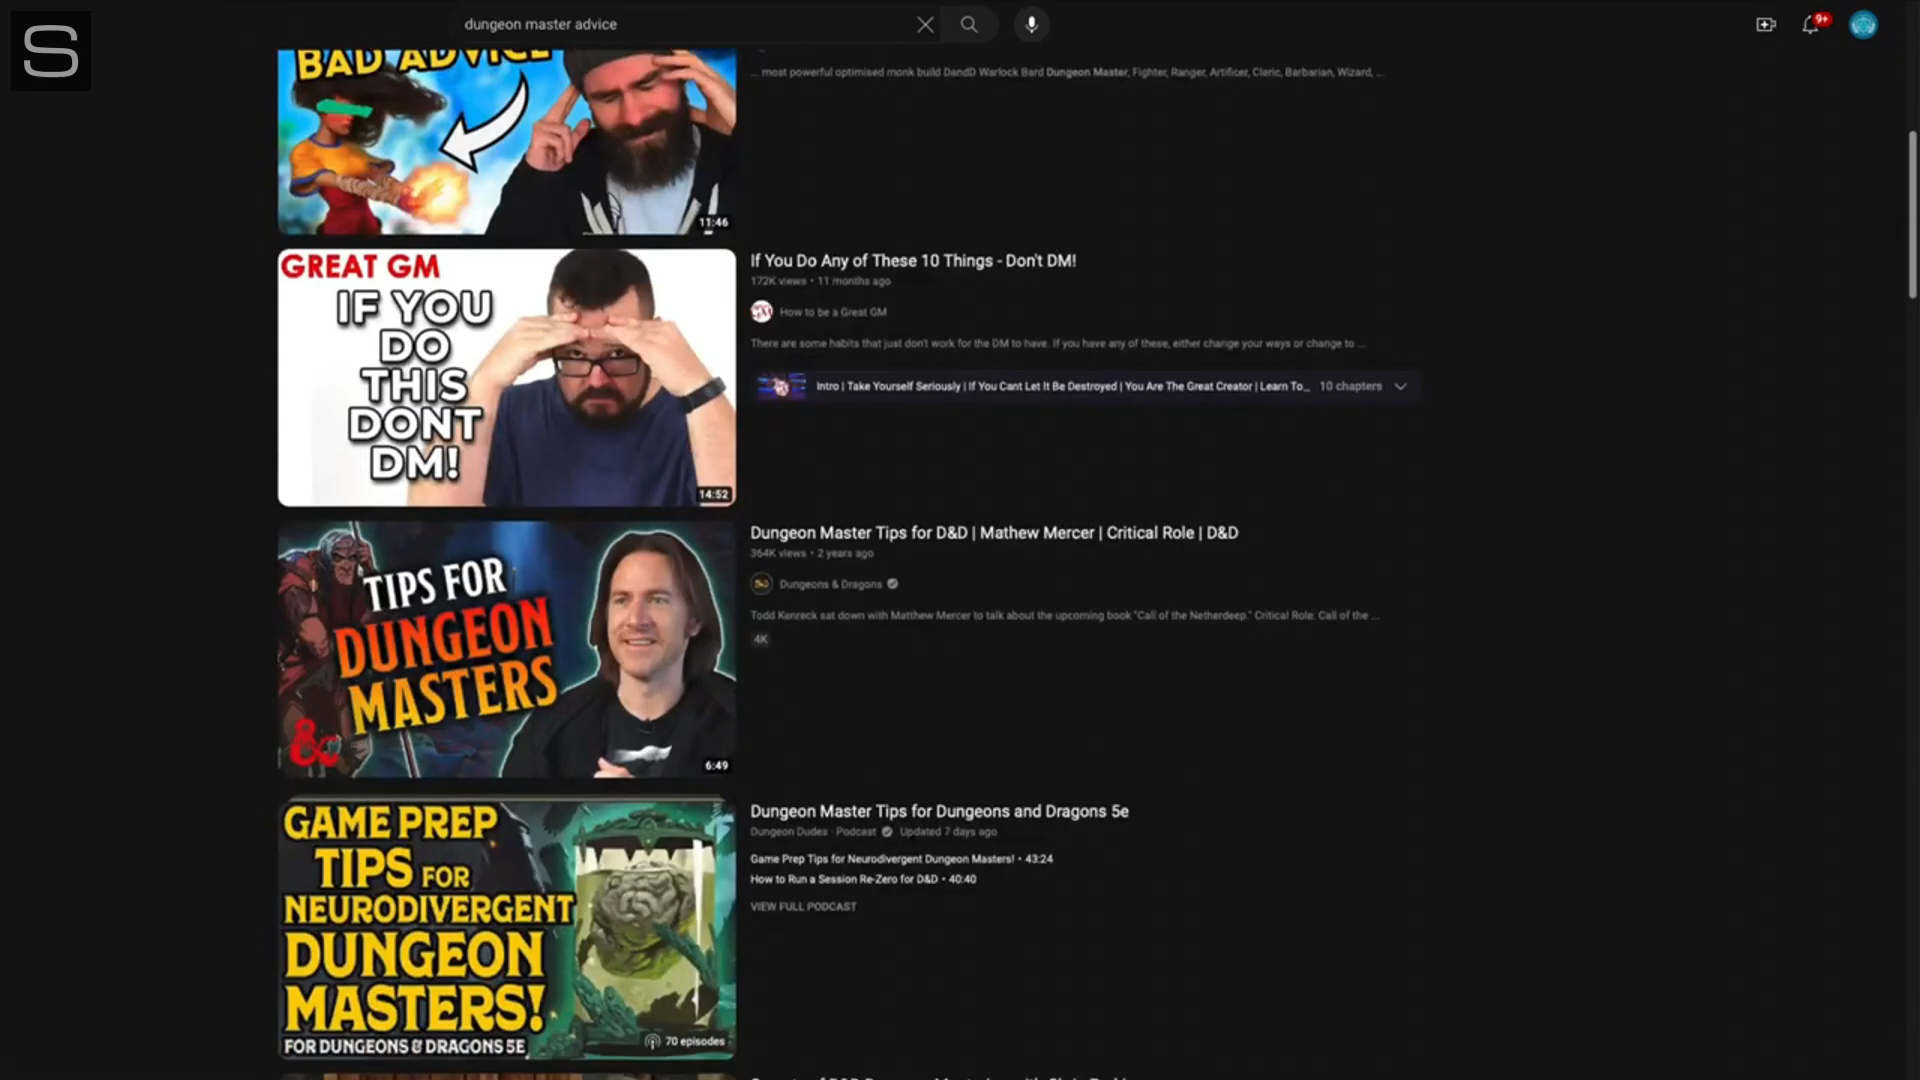 S
dungeon master advice
9+
BAD ADVICE
11:46
... most powerful optimised monk build DandD Warlock Bard Dungeon Master, Fighter, Ranger, Artificer, Cleric, Barbarian, Wizard, ...
GREAT GM
IF YOU
DO
THIS
DONT
DM!
14:52
If You Do Any of These 10 Things - Don't DM!
172K views • 11 months ago
How to be a Great GM
There are some habits that just don't work for the DM to have. If you have any of these, either change your ways or change to ...
Intro | Take Yourself Seriously | If You Cant Let It Be Destroyed | You Are The Great Creator | Learn To... 10 chapters
TIPS FOR
DUNGEON
MASTERS
6:49
Dungeon Master Tips for D&D | Mathew Mercer | Critical Role | D&D
364K views • 2 years ago
Dungeons & Dragons
Todd Kenreck sat down with Matthew Mercer to talk about the upcoming book "Call of the Netherdeep." Critical Role: Call of the ...
4K
GAME PREP
TIPS FOR
NEURODIVERGENT
DUNGEON
MASTERS!
FOR DUNGEONS & DRAGONS 5E
70 episodes
Dungeon Master Tips for Dungeons and Dragons 5e
Dungeon Dudes · Podcast Updated 7 days ago
Game Prep Tips for Neurodivergent Dungeon Masters! • 43:24
How to Run a Session Re-Zero for D&D • 40:40
VIEW FULL PODCAST